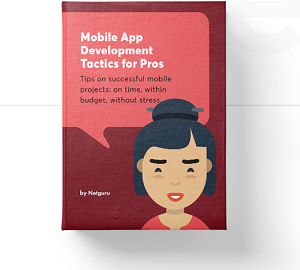 Mobile App
Development
Tactics for Pros
Tips on successful mobile
projects: on time, within
budget, without stress.
by Netguru